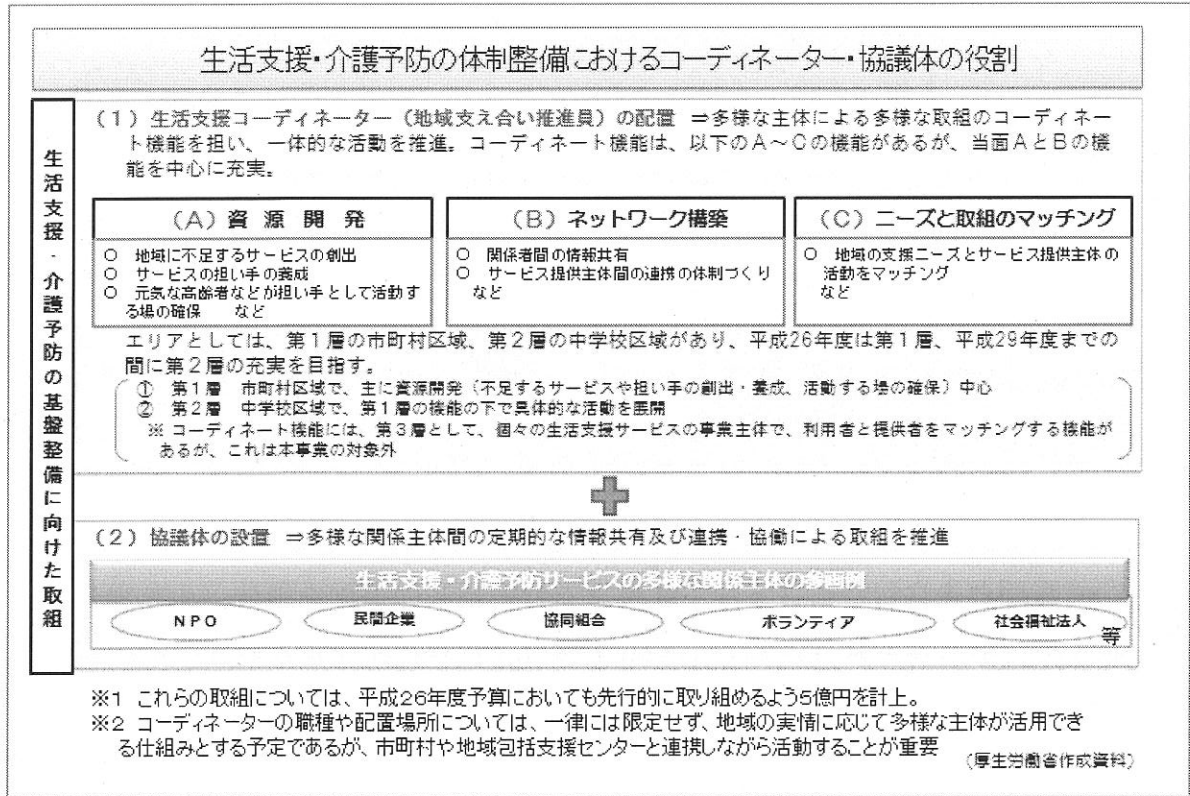 生活支援・介護予防の体制整備におけるコーディネーター・協議体の役割
生活支援・介護予防の基盤整備に向けた取組
(1)生活支援コーディネーター(地域支え合い推進員)の配置 ⇒多様な主体による多様な取組のコーディネー
ト機能を担い、一体的な活動を推進。コーディネート機能は、以下のA～Cの機能があるが、当面AとBの機
能を中心に充実。
(A)資源開発
○ 地域に不足するサービスの創出
○ サービスの担い手の養成
○ 元気な高齢者などが担い手として活動す
る場の確保 など
(B)ネットワーク構築
○ 関係者間の情報共有
○ サービス提供主体間の連携の体制づくり
など
(C)ニーズと取組のマッチング
○ 地域の支援ニーズとサービス提供主体の
活動をマッチング
など
エリアとしては、第1層の市町村区域、第2層の中学校区域があり、平成26年度は第1層、平成29年度までの
間に第2層の充実を目指す。
① 第1層 市町村区域で、主に資源開発(不足するサービスや担い手の創出・養成、活動する場の確保)中心
② 第2層 中学校区域で、第1層の機能の下で具体的な活動を展開
※ コーディネート機能には、第3層として、個々の生活支援サービスの事業主体で、利用者と提供者をマッチングする機能が
あるが、これは本事業の対象外
(2)協議体の設置 ⇒多様な関係主体間の定期的な情報共有及び連携・協働による取組を推進
生活支援・介護予防サービスの多様な関係主体の参画例
NPO
民間企業
協同組合
ボランティア
社会福祉法人
等
※1 これらの取組については、平成26年度予算においても先行的に取り組めるよう5億円を計上。
※2 コーディネーターの職種や配置場所については、一律には限定せず、地域の実情に応じて多様な主体が活用でき
る仕組みとする予定であるが、市町村や地域包括支援センターと連携しながら活動することが重要
(厚生労働省作成資料)